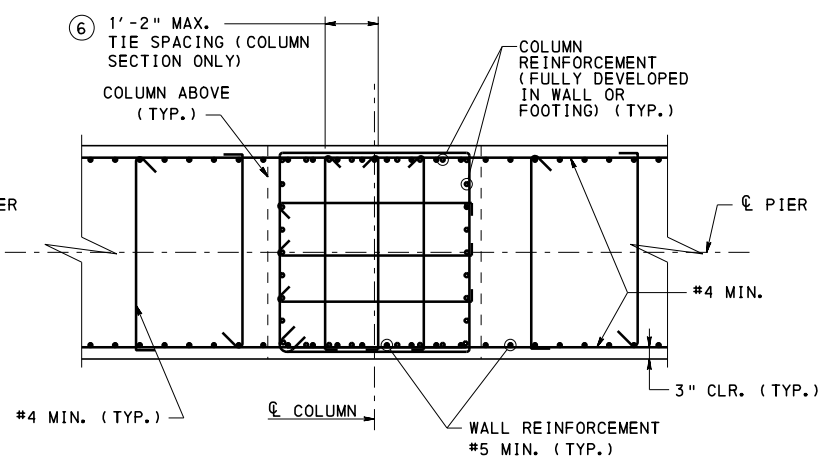 6
1'-2" MAX.
TIE SPACING (COLUMN
SECTION ONLY)
COLUMN ABOVE
(TYP.)
COLUMN
REINFORCEMENT
(FULLY DEVELOPED
IN WALL OR
FOOTING) (TYP.)
ER
℄ PIER
#4 MIN.
3" CLR. (TYP.)
#4 MIN. (TYP.)
℄ COLUMN
WALL REINFORCEMENT
#5 MIN. (TYP.)